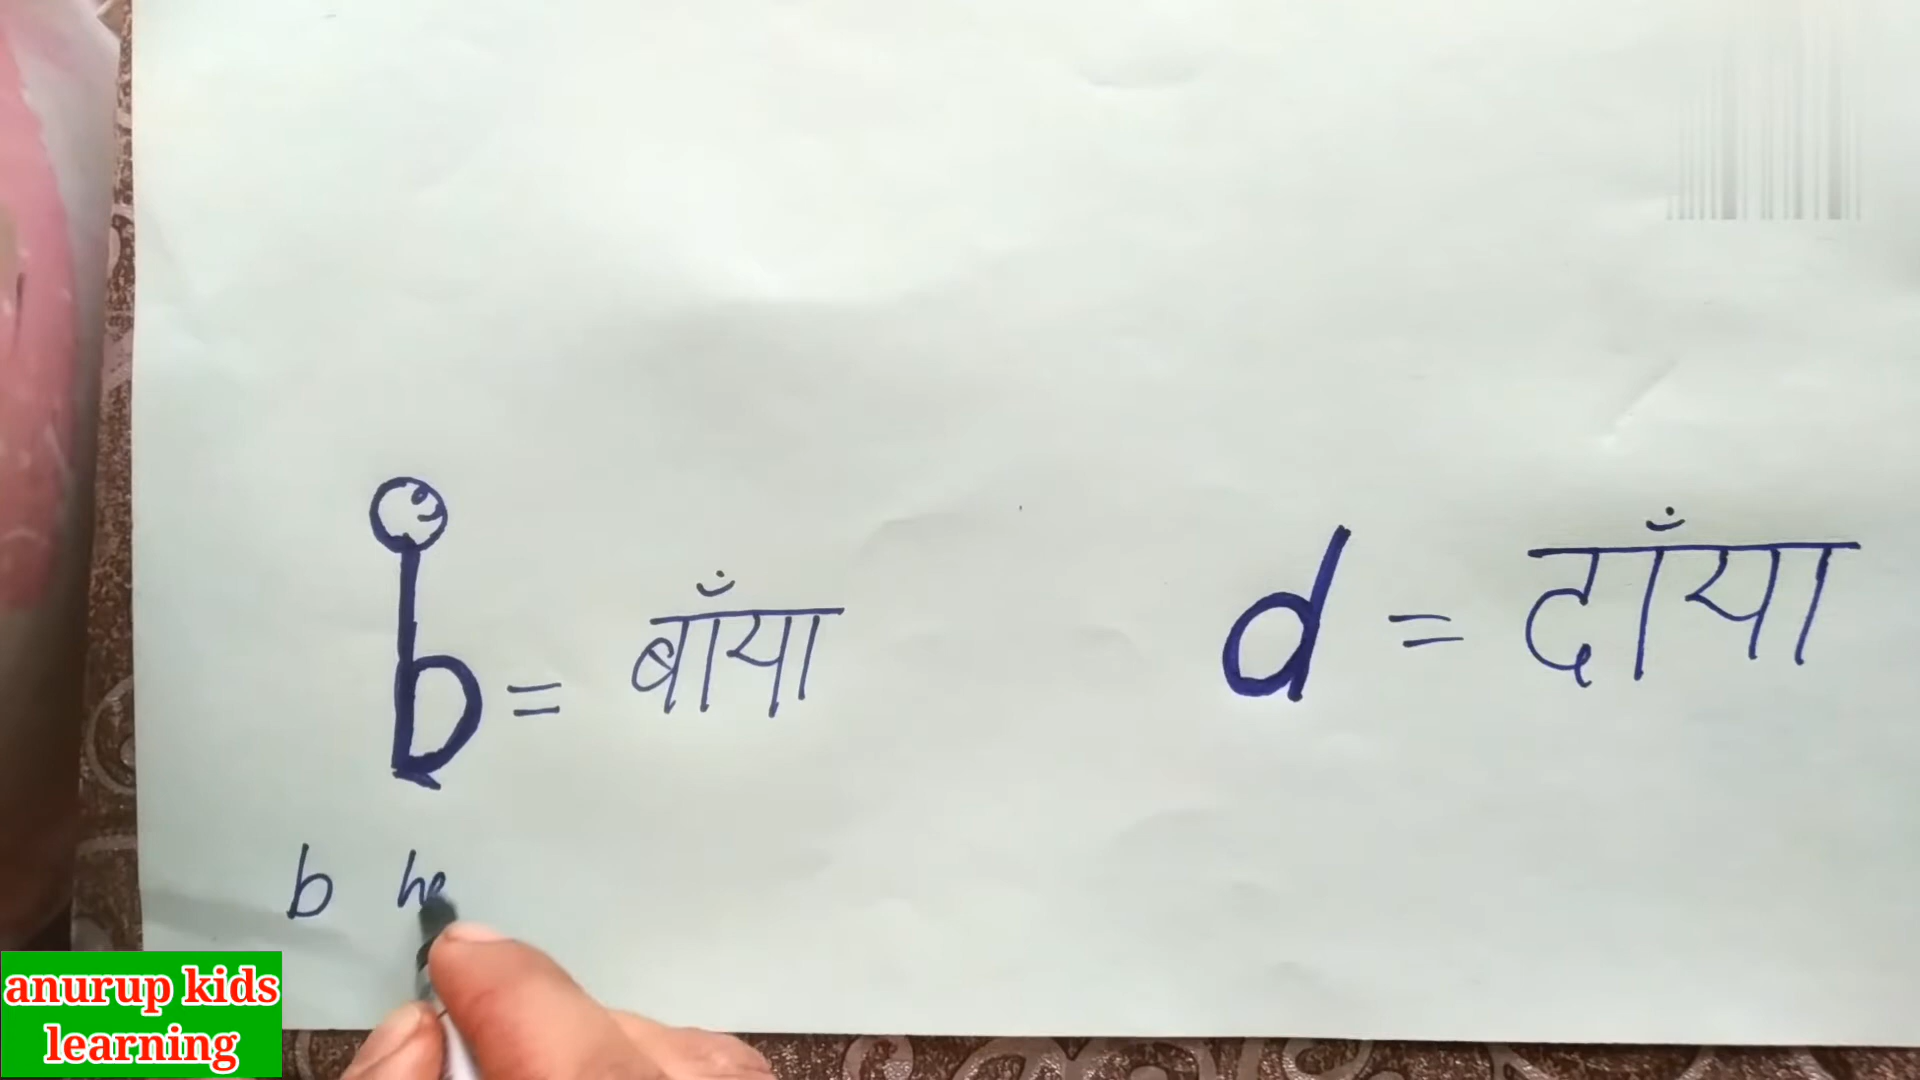 b = बाँया
d = दाँया
b he
anurup kids
learning